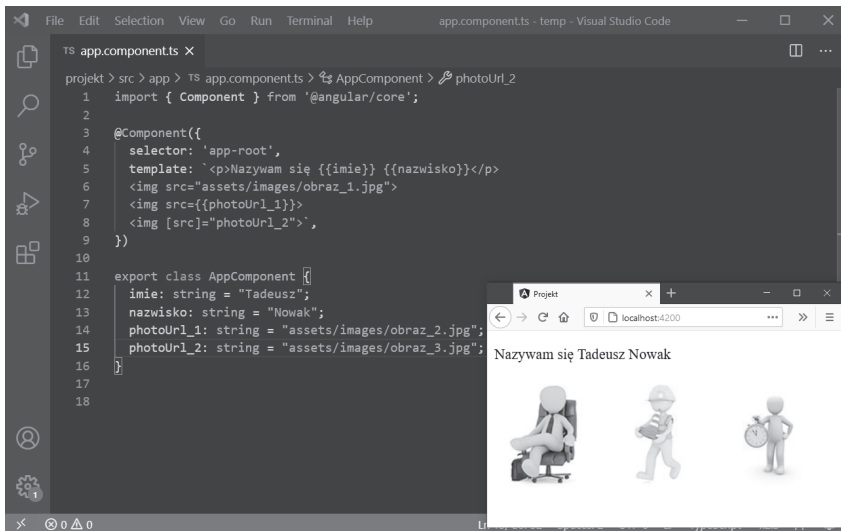 File Edit Selection View Go Run Terminal Help app.component.ts - temp - Visual Studio Code
TS app.component.ts ×
projekt > src > app > TS app.component.ts > AppComponent > photoUrl_2
1 import { Component } from '@angular/core';
2
3 @Component({
4 selector: 'app-root',
5 template: `<p>Nazywam się {{imie}} {{nazwisko}}</p>
6 <img src="assets/images/obraz_1.jpg">
7 <img src={{photoUrl_1}}>
8 <img [src]="photoUrl_2">`,
9 })
10
11 export class AppComponent {
12 imie: string = "Tadeusz";
13 nazwisko: string = "Nowak";
14 photoUrl_1: string = "assets/images/obraz_2.jpg";
15 photoUrl_2: string = "assets/images/obraz_3.jpg";
16 }
17
18
Projekt
localhost:4200
Nazywam się Tadeusz Nowak
1
0 0